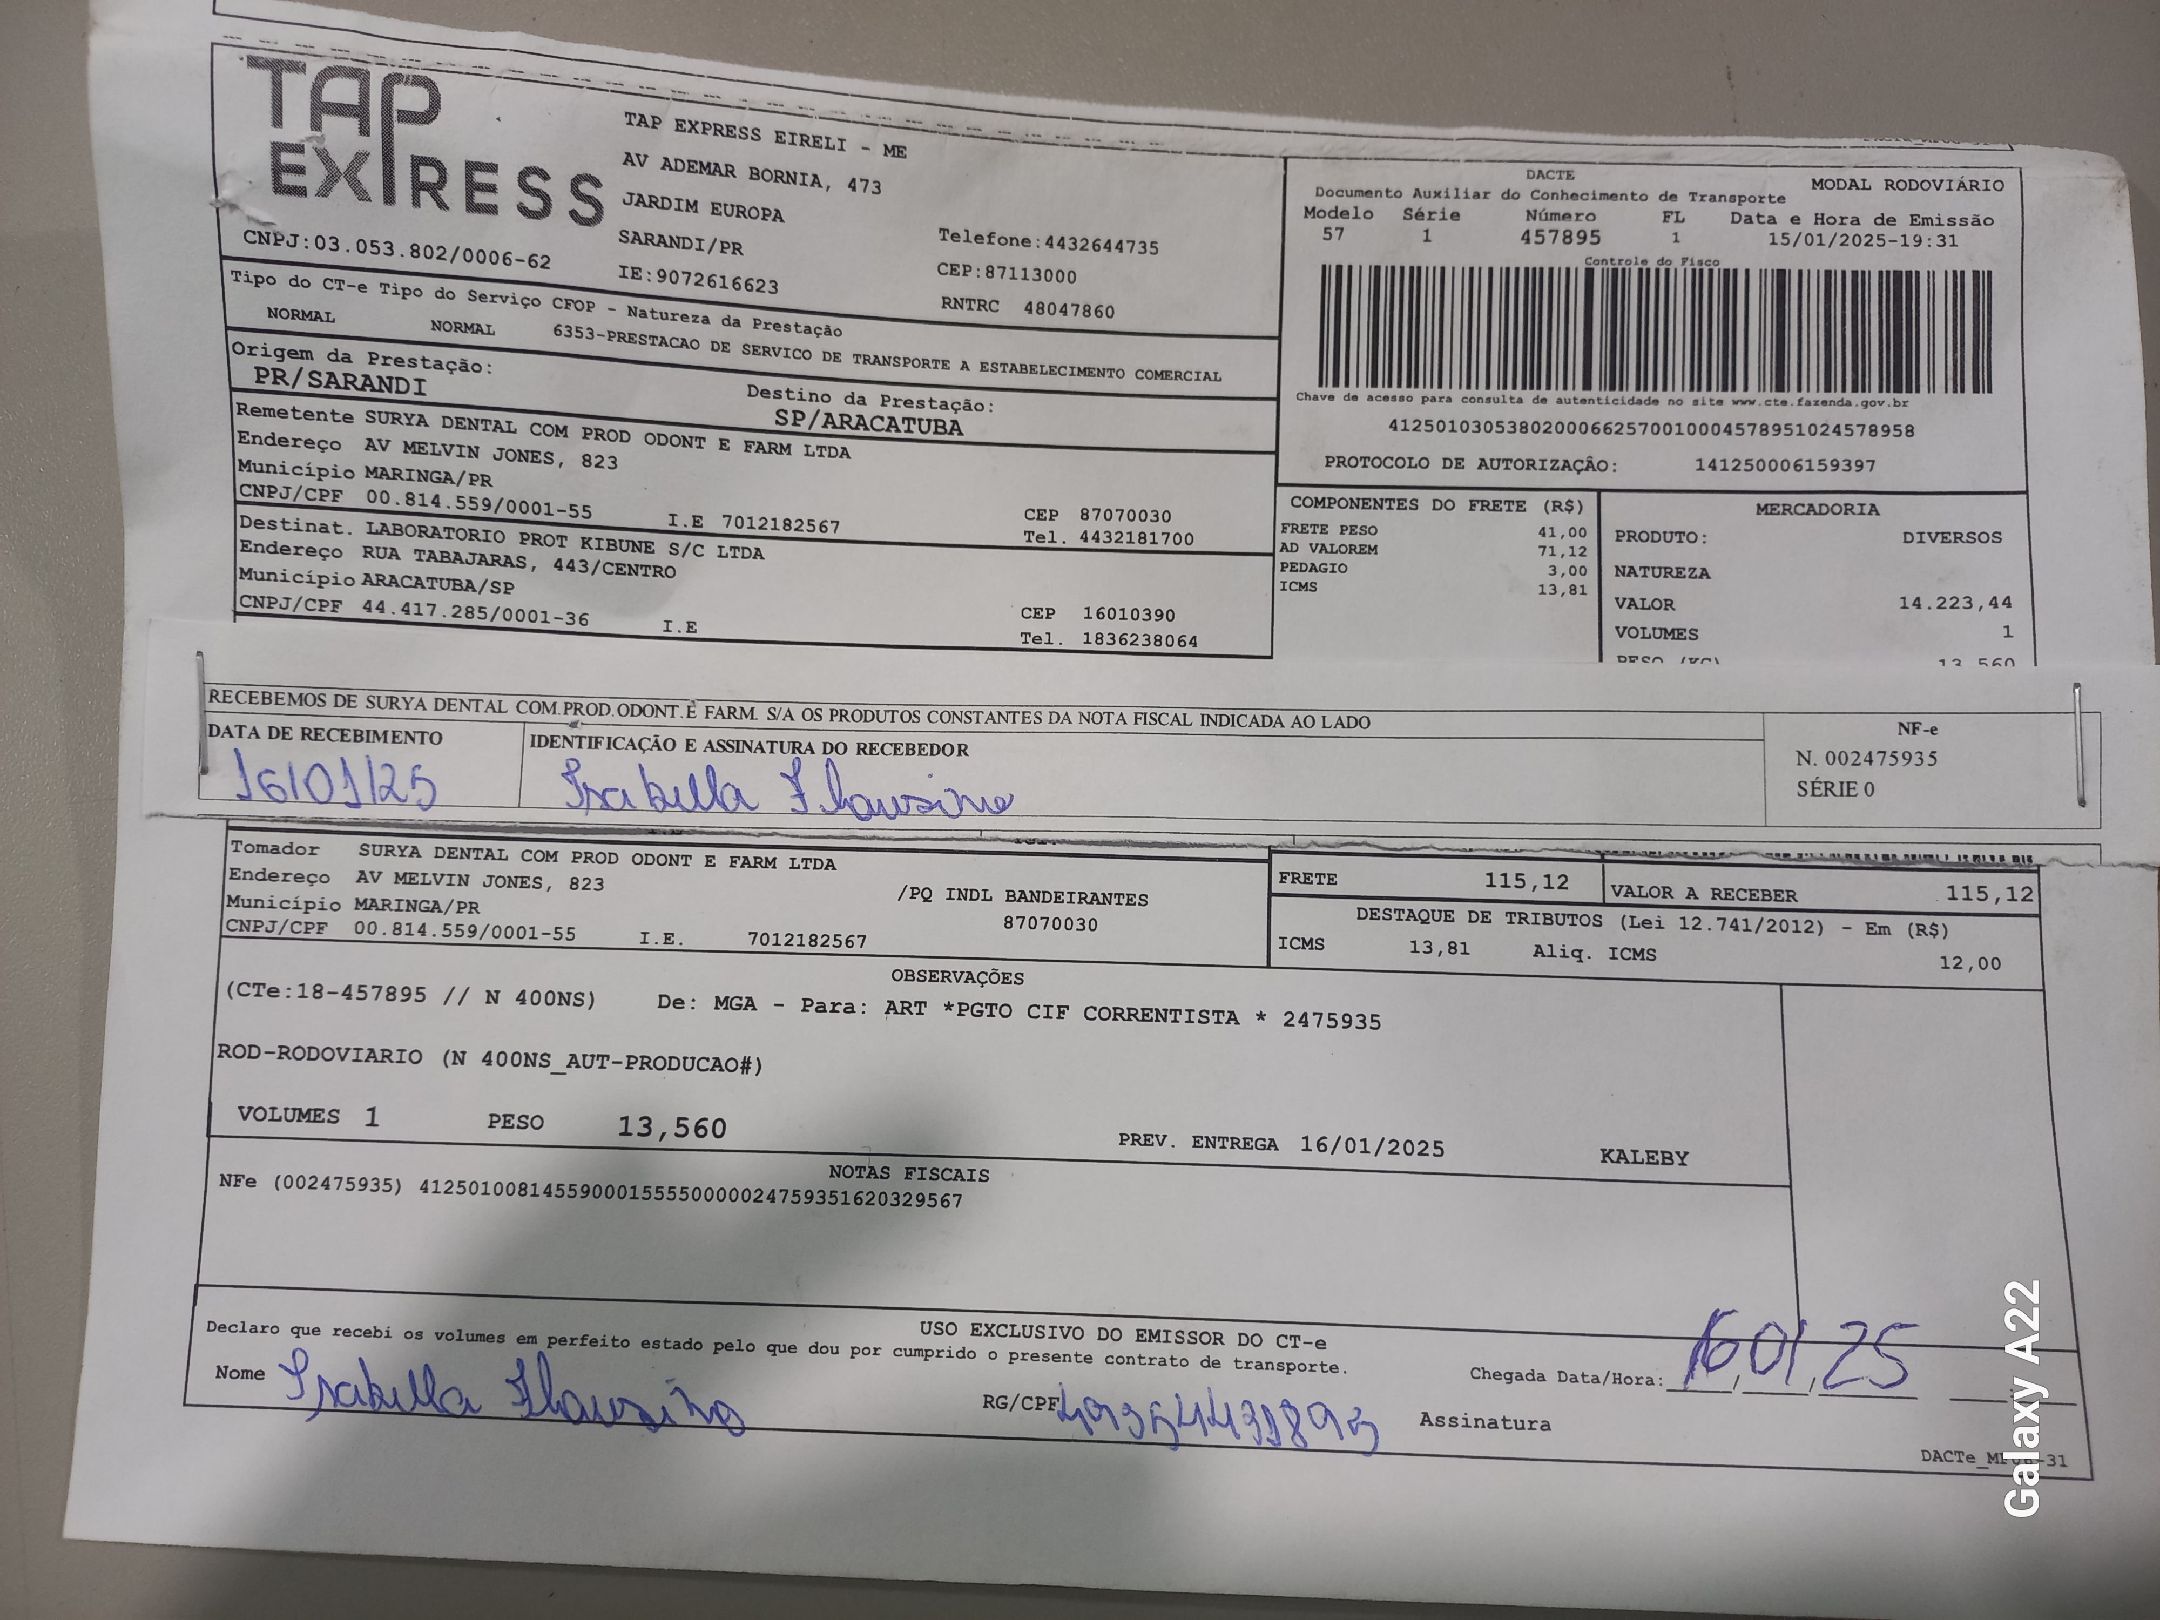 TAP
EXPRESS
TAP EXPRESS EIRELI - ME
AV ADEMAR BORNIA, 473
JARDIM EUROPA
SARANDI/PR
IE:9072616623
Telefone:4432644735
CEP:87113000
RNTRC 48047860
CNPJ:03.053.802/0006-62
DACTE
MODAL RODOVIÁRIO
Documento Auxiliar do Conhecimento de Transporte
Modelo Série Número FL Data e Hora de Emissão
57 1 457895 1 15/01/2025-19:31
Controle do Fisco
Chave de acesso para consulta de autenticidade no site www.cte.fazenda.gov.br
41250103053802000662570010004578951024578958
PROTOCOLO DE AUTORIZAÇÃO: 141250006159397
Tipo do CT-e Tipo do Serviço CFOP - Natureza da Prestação
NORMAL NORMAL 6353-PRESTACAO DE SERVICO DE TRANSPORTE A ESTABELECIMENTO COMERCIAL
Origem da Prestação: Destino da Prestação:
PR/SARANDI SP/ARACATUBA
Remetente SURYA DENTAL COM PROD ODONT E FARM LTDA
Endereço AV MELVIN JONES, 823
Município MARINGA/PR CEP 87070030
CNPJ/CPF 00.814.559/0001-55 I.E 7012182567 Tel. 4432181700
Destinat. LABORATORIO PROT KIBUNE S/C LTDA
Endereço RUA TABAJARAS, 443/CENTRO
Município ARACATUBA/SP CEP 16010390
CNPJ/CPF 44.417.285/0001-36 I.E Tel. 1836238064
COMPONENTES DO FRETE (R$)
FRETE PESO 41,00
AD VALOREM 71,12
PEDAGIO 3,00
ICMS 13,81
MERCADORIA
PRODUTO: DIVERSOS
NATUREZA
VALOR 14.223,44
VOLUMES 1
PESO (KG) 13,560
RECEBEMOS DE SURYA DENTAL COM.PROD.ODONT.E FARM. S/A OS PRODUTOS CONSTANTES DA NOTA FISCAL INDICADA AO LADO
DATA DE RECEBIMENTO
16/01/25
IDENTIFICAÇÃO E ASSINATURA DO RECEBEDOR
Isabella
NF-e
N. 002475935
SÉRIE 0
Tomador SURYA DENTAL COM PROD ODONT E FARM LTDA
Endereço AV MELVIN JONES, 823 /PQ INDL BANDEIRANTES
Município MARINGA/PR 87070030
CNPJ/CPF 00.814.559/0001-55 I.E. 7012182567
FRETE 115,12 VALOR A RECEBER 115,12
DESTAQUE DE TRIBUTOS (Lei 12.741/2012) - Em (R$)
ICMS 13,81 Aliq. ICMS 12,00
OBSERVAÇÕES
(CTe:18-457895 // N 400NS) De: MGA - Para: ART *PGTO CIF CORRENTISTA * 2475935
ROD-RODOVIARIO (N 400NS_AUT-PRODUCAO#)
VOLUMES 1 PESO 13,560 PREV. ENTREGA 16/01/2025 KALEBY
NOTAS FISCAIS
NFe (002475935) 41250100814559000155550000024759351620329567
USO EXCLUSIVO DO EMISSOR DO CT-e
Declaro que recebi os volumes em perfeito estado pelo que dou por cumprido o presente contrato de transporte.
Nome Isabella
RG/CPF
Chegada Data/Hora: 16,01,25
Assinatura
Galaxy A22